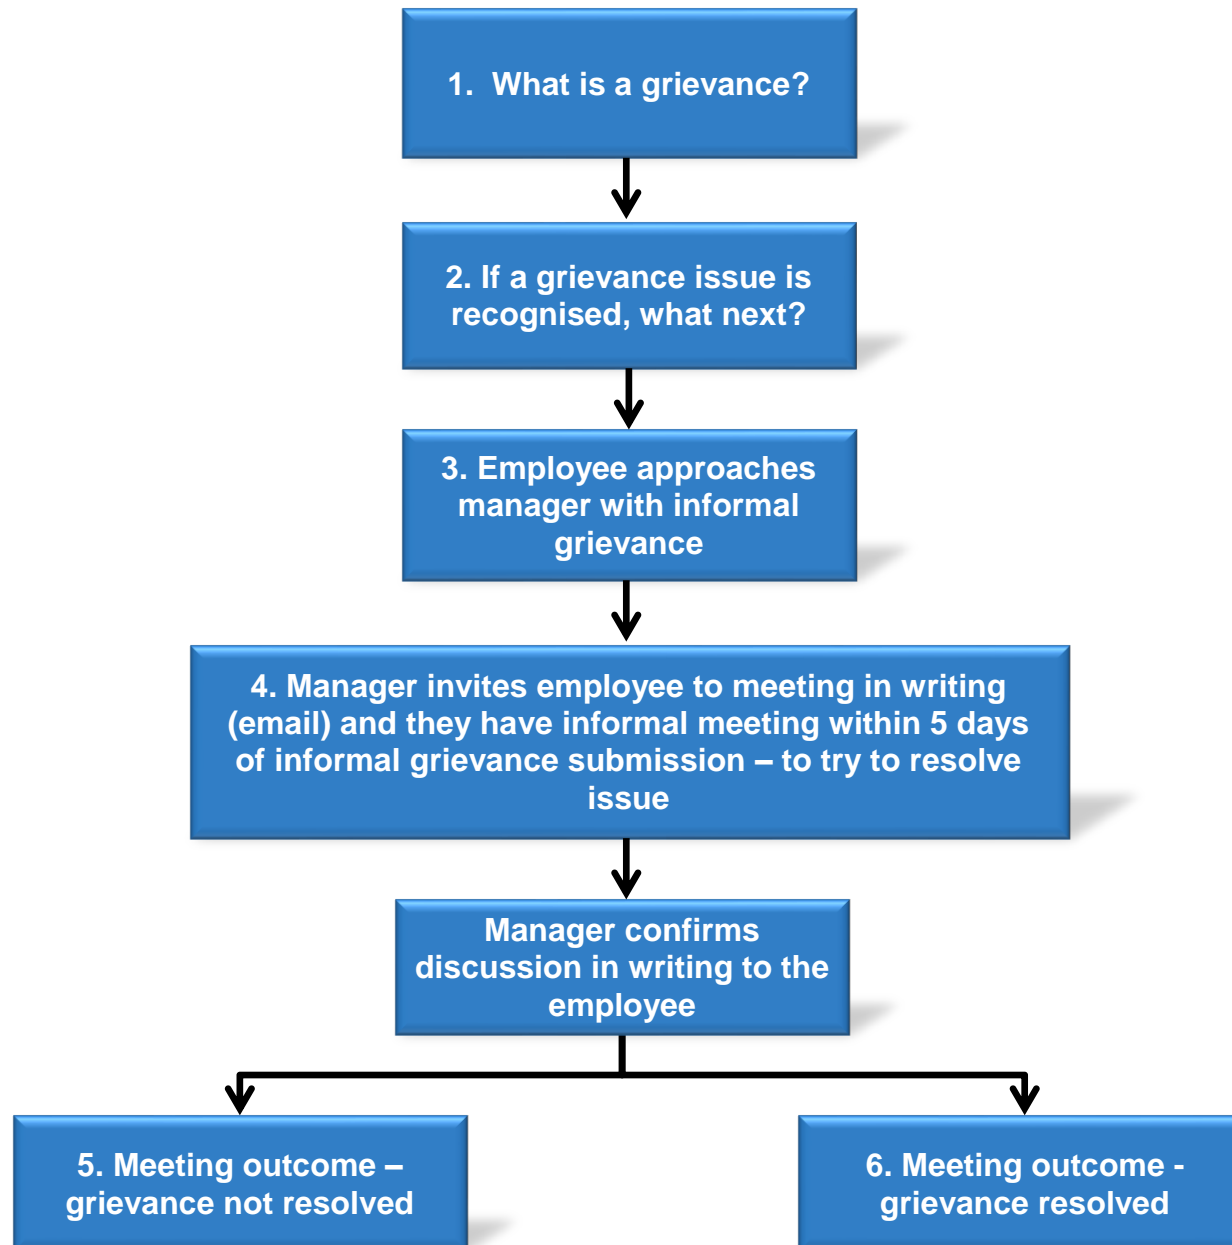 1.  What is a grievance?
2. If a grievance issue is
recognised, what next?
3. Employee approaches
manager with informal
grievance
4. Manager invites employee to meeting in writing
(email) and they have informal meeting within 5 days
of informal grievance submission – to try to resolve
issue
Manager confirms
discussion in writing to the
employee
5. Meeting outcome –
grievance not resolved
6. Meeting outcome -
grievance resolved